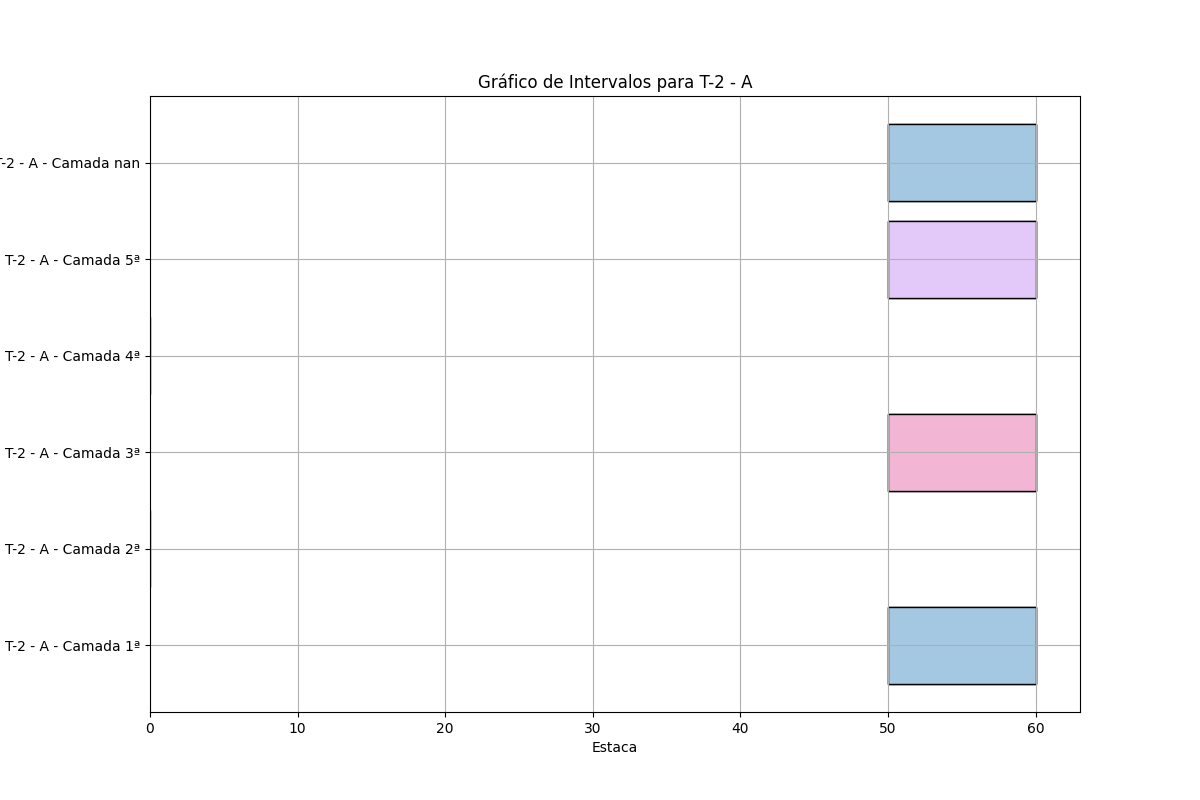 Gráfico de Intervalos para T-2 - A
T-2 - A - Camada nan
T-2 - A - Camada 5ª
T-2 - A - Camada 4ª
T-2 - A - Camada 3ª
T-2 - A - Camada 2ª
T-2 - A - Camada 1ª
0 10 20 30 40 50 60
Estaca